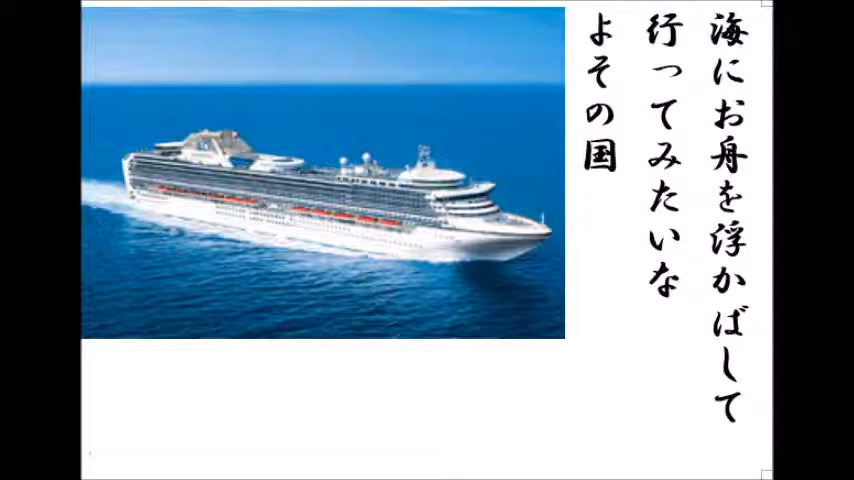 海にお舟を浮かばして
行ってみたいな
よその国